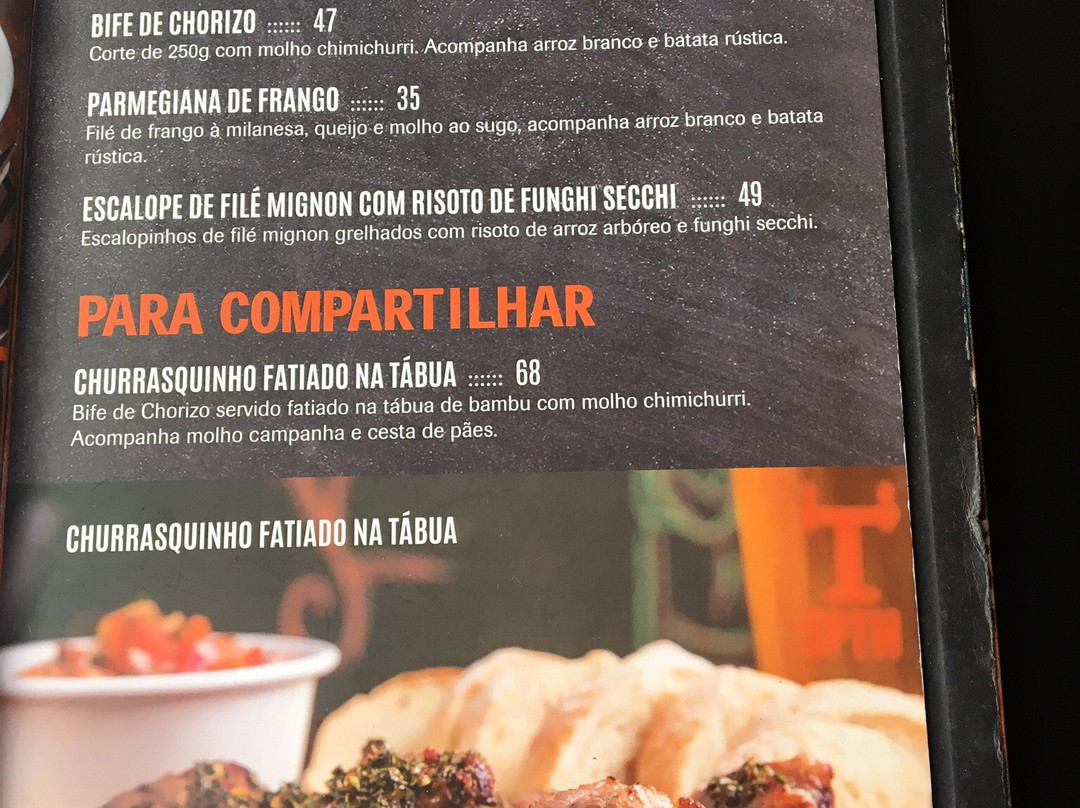 BIFE DE CHORIZO :::::: 47
Corte de 250g com molho chimichurri. Acompanha arroz branco e batata rústica.
PARMEGIANA DE FRANGO :::::: 35
Filé de frango à milanesa, queijo e molho ao sugo, acompanha arroz branco e batata
rústica.
ESCALOPE DE FILÉ MIGNON COM RISOTO DE FUNGHI SECCHI :::::: 49
Escalopinhos de filé mignon grelhados com risoto de arroz arbóreo e funghi secchi.
PARA COMPARTILHAR
CHURRASQUINHO FATIADO NA TÁBUA :::::: 68
Bife de Chorizo servido fatiado na tábua de bambu com molho chimichurri.
Acompanha molho campanha e cesta de pães.
CHURRASQUINHO FATIADO NA TÁBUA